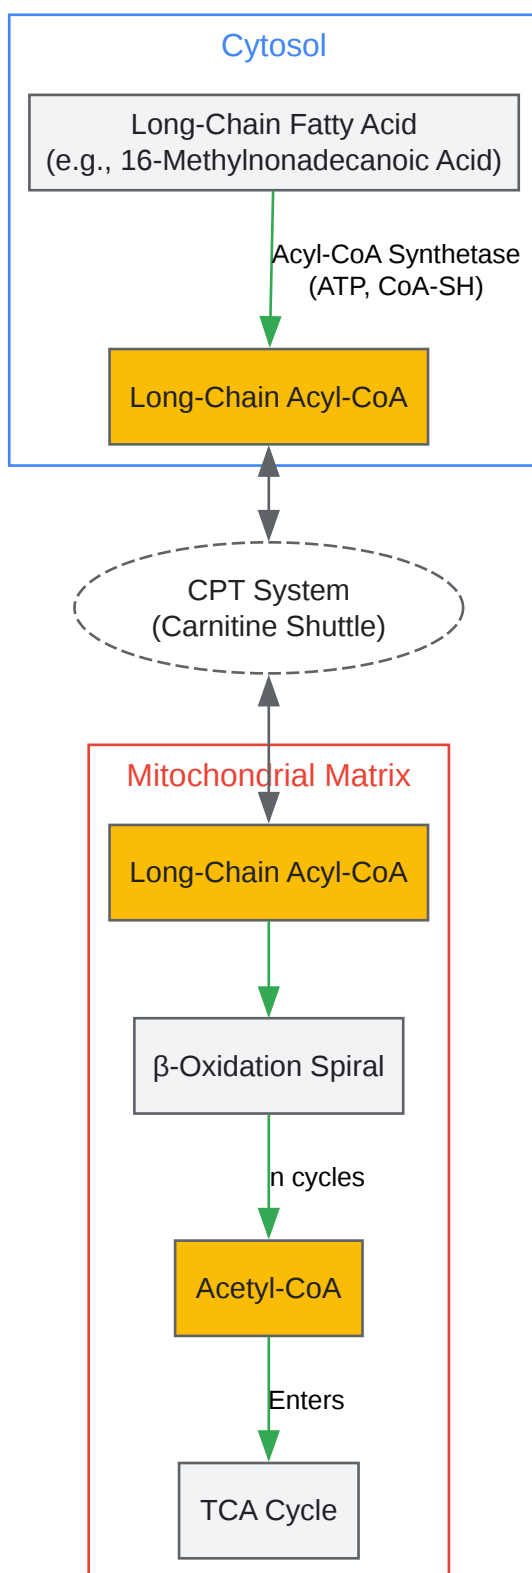 Cytosol
Long-Chain Fatty Acid
(e.g., 16-Methylnonadecanoic Acid)
Acyl-CoA Synthetase
(ATP, CoA-SH)
Long-Chain Acyl-CoA
CPT System
(Carnitine Shuttle)
Mitochondrial Matrix
Long-Chain Acyl-CoA
β-Oxidation Spiral
n cycles
Acetyl-CoA
Enters
TCA Cycle